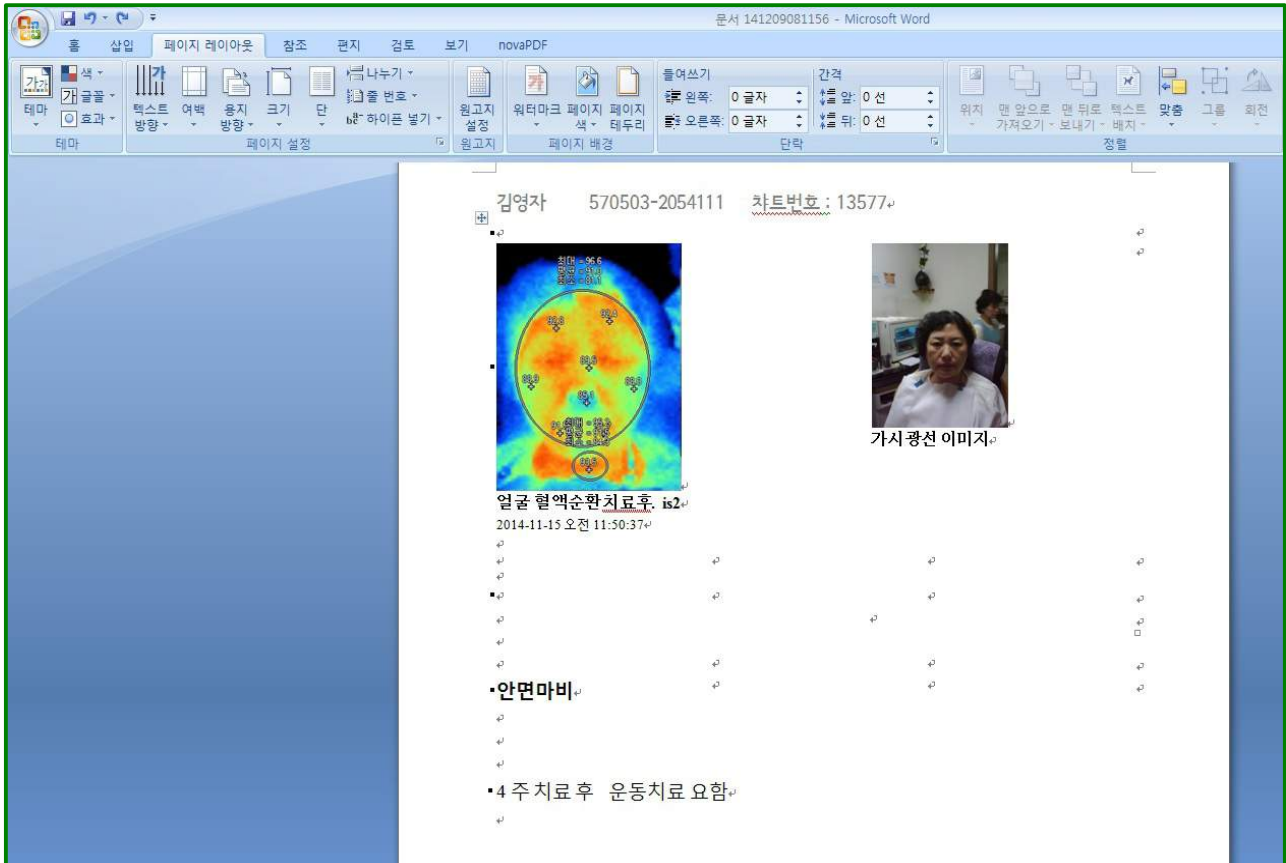 문서 141209081156 - Microsoft Word
홈 삽입 페이지 레이아웃 참조 편지 검토 보기 novaPDF
테마
가가
색
가 글꼴
효과
테마
텍스트 방향
여백
용지 방향
크기
단
나누기
줄 번호
하이픈 넣기
페이지 설정
원고지 설정
원고지
워터마크
페이지 색
페이지 테두리
페이지 배경
들여쓰기
왼쪽: 0 글자
오른쪽: 0 글자
간격
앞: 0 선
뒤: 0 선
단락
위치
맨 앞으로 가져오기
맨 뒤로 보내기
텍스트 배치
맞춤
그룹
회전
정렬
김영자 570503-2054111 챠트번호 : 13577
최대 = 96.6
89.9
얼굴 혈액순환치료후. is2
2014-11-15 오전 11:50:37
가시 광선 이미지
안면마비
4 주 치료 후 운동치료 요함